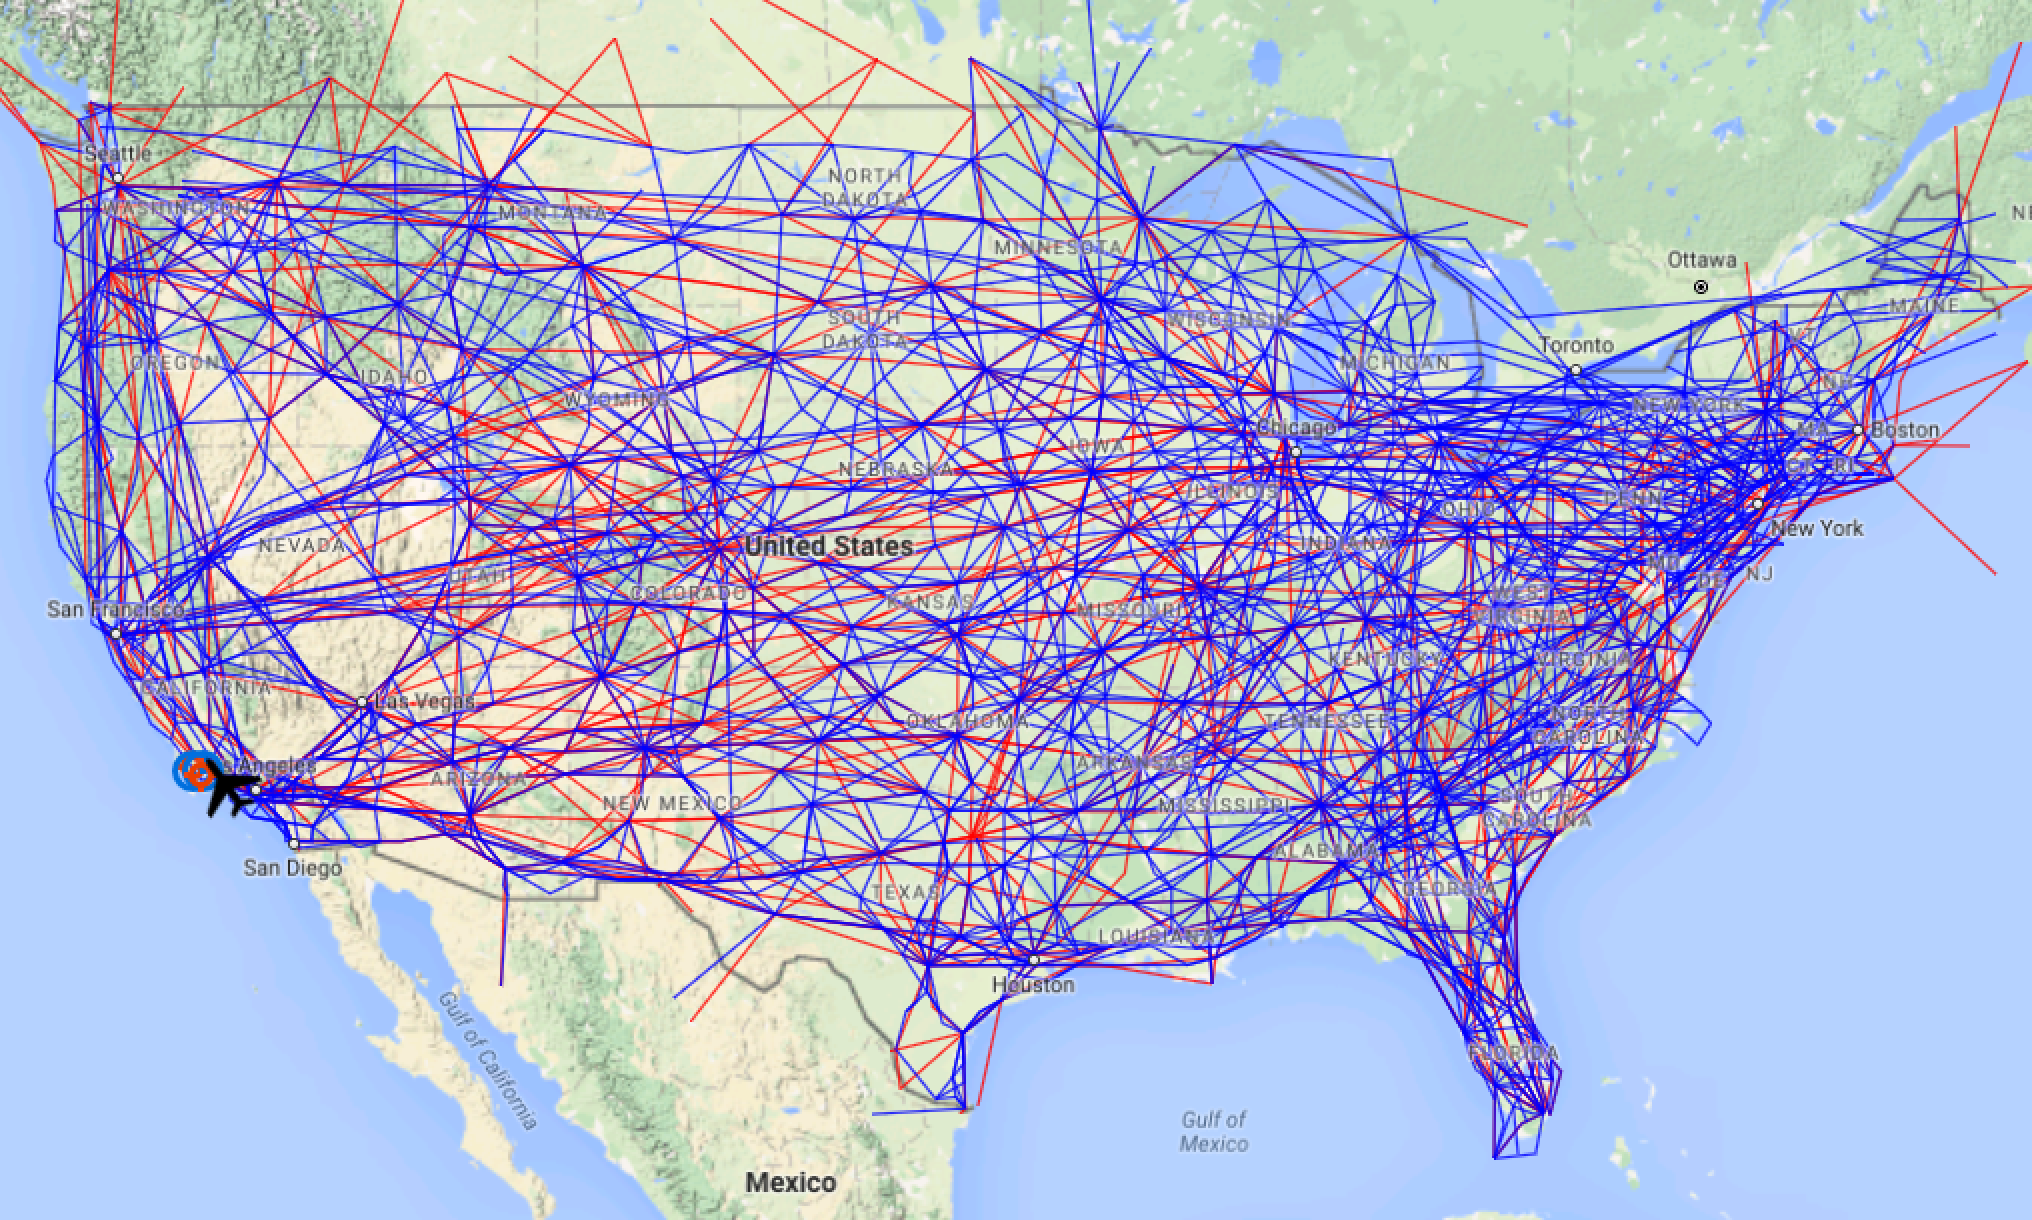 Seattle
WASHINGTON
MONTANA
NORTH
DAKOTA
MINNESOTA
Ottawa
NE
MAINE
SOUTH
DAKOTA
WISCONSIN
VT
OREGON
IDAHO
MICHIGAN
Toronto
NH
WYOMING
NEW YORK
Chicago
MA
Boston
IOWA
NEBRASKA
CT RI
ILLINOIS
PENN
OHIO
New York
NEVADA
United States
INDIANA
MD
DE
NJ
UTAH
COLORADO
KANSAS
MISSOURI
WEST
VIRGINIA
San Francisco
KENTUCKY
VIRGINIA
CALIFORNIA
Las Vegas
OKLAHOMA
TENNESSEE
NORTH
CAROLINA
s Angeles
ARIZONA
ARKANSAS
NEW MEXICO
MISSISSIPPI
SOUTH
CAROLINA
San Diego
ALABAMA
TEXAS
GEORGIA
LOUISIANA
Houston
Gulf of California
FLORIDA
Gulf of
Mexico
Mexico